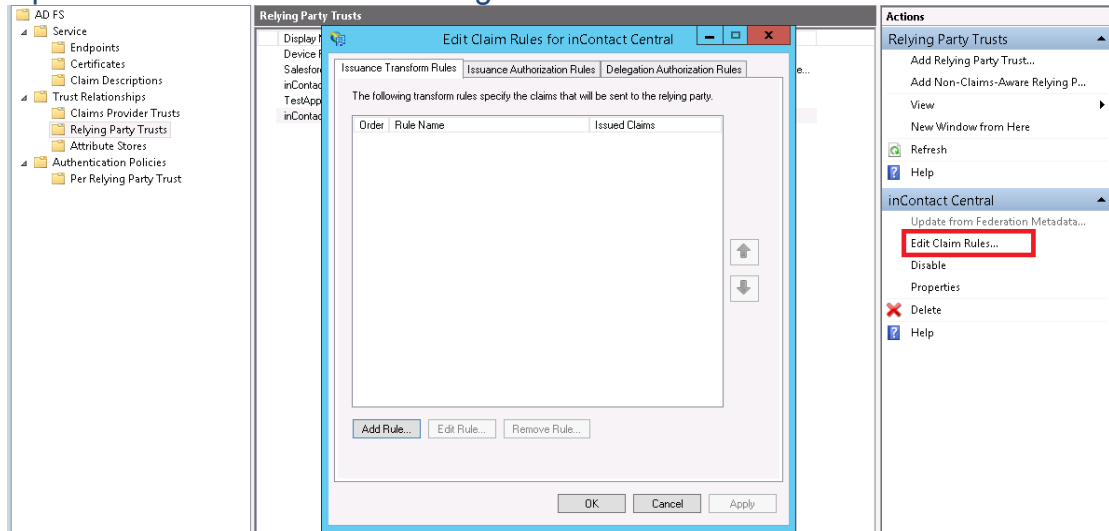 AD FS
Service
Endpoints
Certificates
Claim Descriptions
Trust Relationships
Claims Provider Trusts
Relying Party Trusts
Attribute Stores
Authentication Policies
Per Relying Party Trust
Relying Party Trusts
Display
Device
inContac
TestApp
inContac
e...
Edit Claim Rules for inContact Central
Issuance Transform Rules Issuance Authorization Rules Delegation Authorization Rules
The following transform rules specify the claims that will be sent to the relying party.
Order Rule Name Issued Claims
Add Rule... Edit Rule... Remove Rule...
OK Cancel Apply
Actions
Relying Party Trusts
Add Relying Party Trust...
Add Non-Claims-Aware Relying P...
View
New Window from Here
Refresh
Help
inContact Central
Update from Federation Metadata...
Edit Claim Rules...
Disable
Properties
Delete
Help